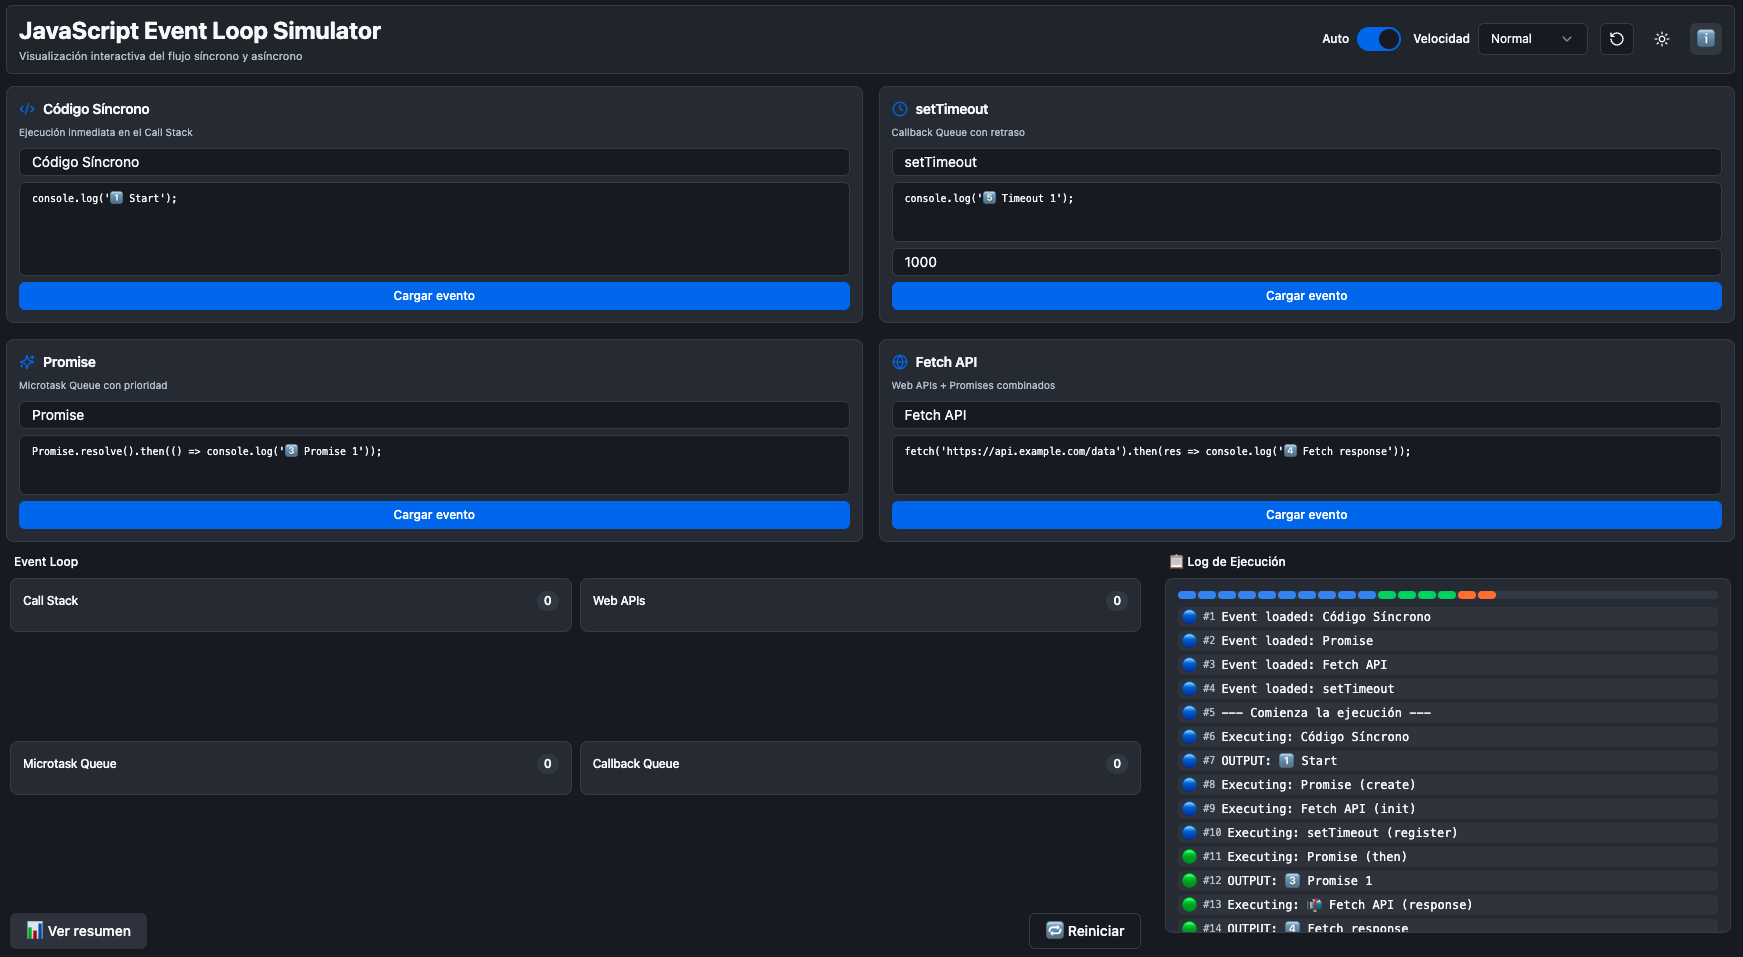 JavaScript Event Loop Simulator
Visualización interactiva del flujo síncrono y asíncrono
Auto
Velocidad
Normal
Código Síncrono
Ejecución inmediata en el Call Stack
Código Síncrono
console.log('1️⃣ Start');
Cargar evento
setTimeout
Callback Queue con retraso
setTimeout
console.log('5️⃣ Timeout 1');
1000
Cargar evento
Promise
Microtask Queue con prioridad
Promise
Promise.resolve().then(() => console.log('3️⃣ Promise 1'));
Cargar evento
Fetch API
Web APIs + Promises combinados
Fetch API
fetch('https://api.example.com/data').then(res => console.log('4️⃣ Fetch response'));
Cargar evento
Event Loop
Call Stack 0
Web APIs 0
Microtask Queue 0
Callback Queue 0
📊 Ver resumen
🔁 Reiniciar
📋 Log de Ejecución
#1 Event loaded: Código Síncrono
#2 Event loaded: Promise
#3 Event loaded: Fetch API
#4 Event loaded: setTimeout
#5 --- Comienza la ejecución ---
#6 Executing: Código Síncrono
#7 OUTPUT: 1️⃣ Start
#8 Executing: Promise (create)
#9 Executing: Fetch API (init)
#10 Executing: setTimeout (register)
#11 Executing: Promise (then)
#12 OUTPUT: 3️⃣ Promise 1
#13 Executing: 📬 Fetch API (response)
#14 OUTPUT: 4️⃣ Fetch response